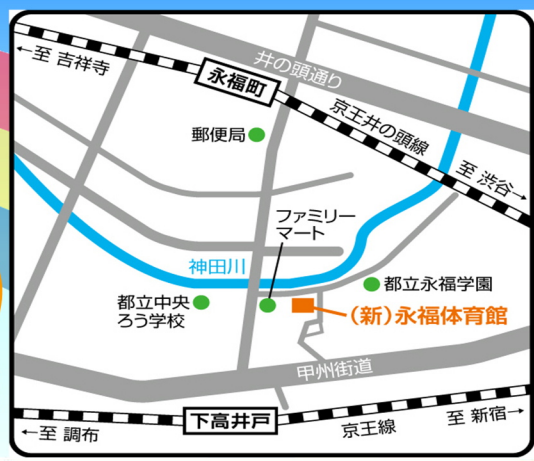 ←至 吉祥寺
永福町
井の頭通り
京王井の頭線
至 渋谷→
郵便局
ファミリー
マート
神田川
都立中央
ろう学校
都立永福学園
(新)永福体育館
甲州街道
下高井戸
←至 調布
京王線
至 新宿→